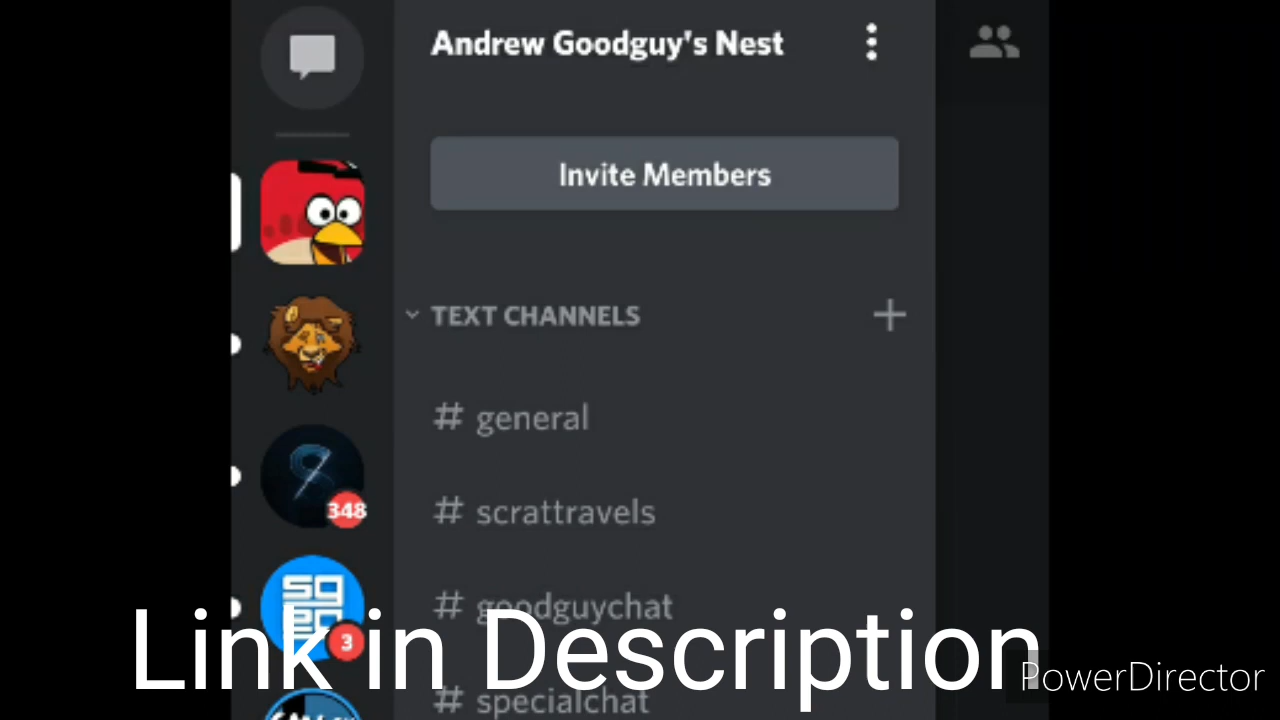 Andrew Goodguy's Nest
Invite Members
TEXT CHANNELS
# general
# scrattravels
348
# goodguychat
3
Link in Description
PowerDirector
# specialchat